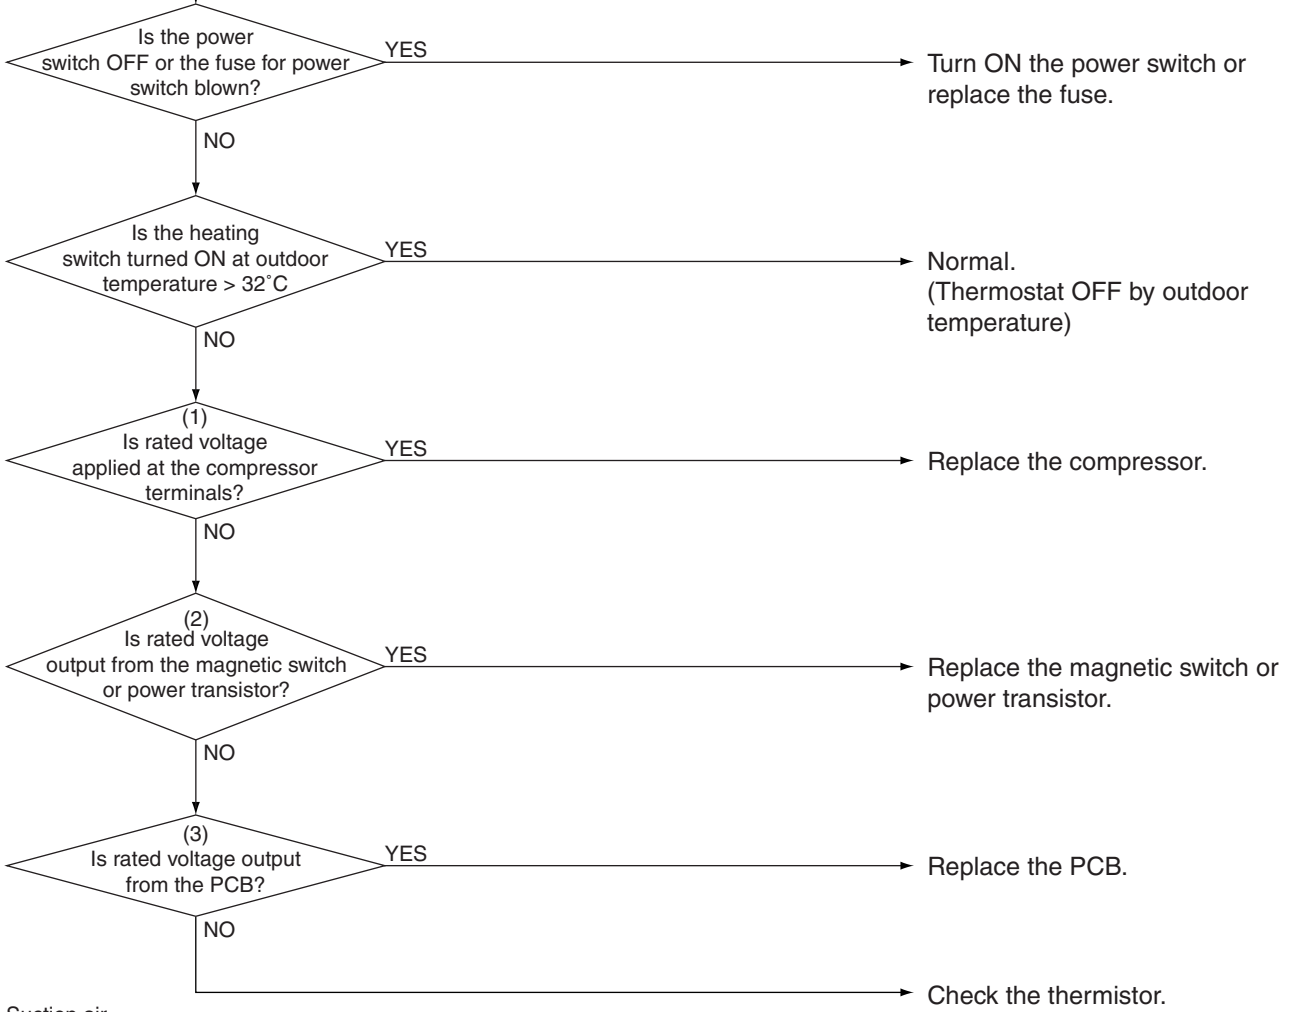 Is the power
switch OFF or the fuse for power
switch blown?
YES
Turn ON the power switch or
replace the fuse.
NO
Is the heating
switch turned ON at outdoor
temperature > 32˚C
YES
Normal.
(Thermostat OFF by outdoor
temperature)
NO
(1)
Is rated voltage
applied at the compressor
terminals?
YES
Replace the compressor.
NO
(2)
Is rated voltage
output from the magnetic switch
or power transistor?
YES
Replace the magnetic switch or
power transistor.
NO
(3)
Is rated voltage output
from the PCB?
YES
Replace the PCB.
NO
Check the thermistor.
Suction air